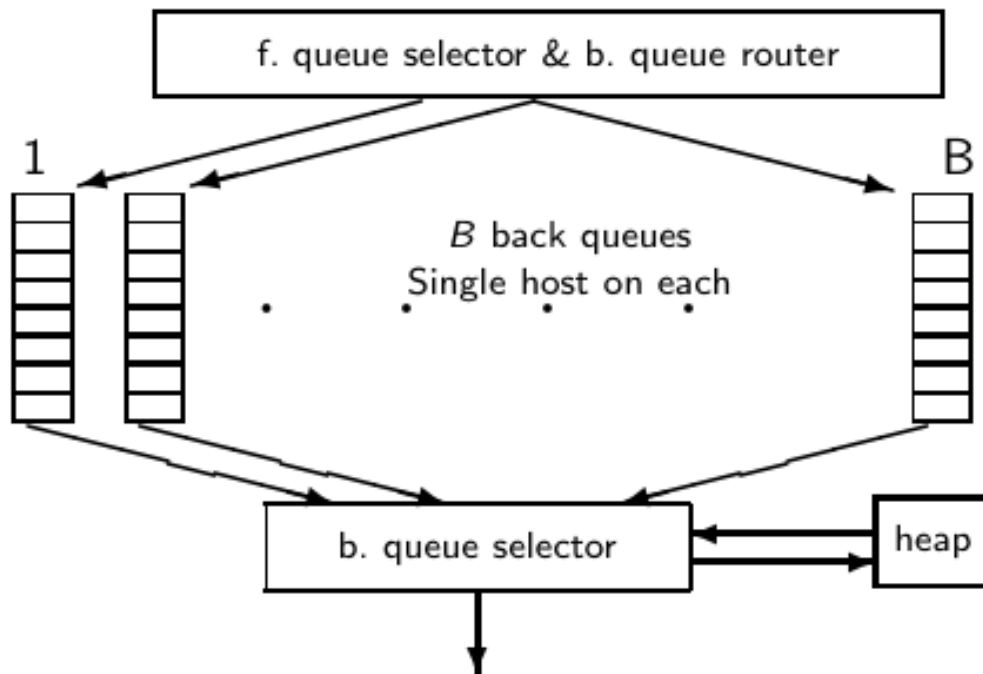 f. queue selector & b. queue router
1
B
B back queues
Single host on each
b. queue selector
heap